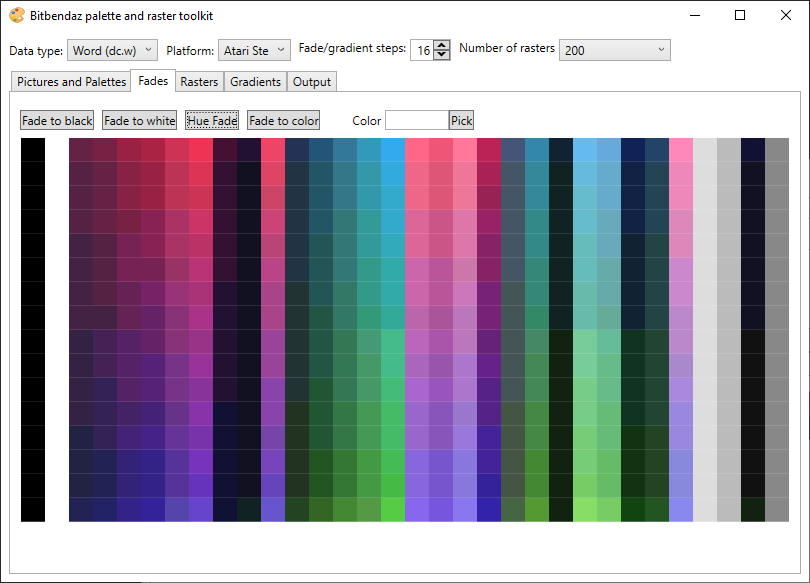 Bitbendaz palette and raster toolkit
Data type: Word (dc.w) Platform: Atari Ste Fade/gradient steps: 16 Number of rasters 200
Pictures and Palettes Fades Rasters Gradients Output
Fade to black Fade to white Hue Fade Fade to color Color Pick